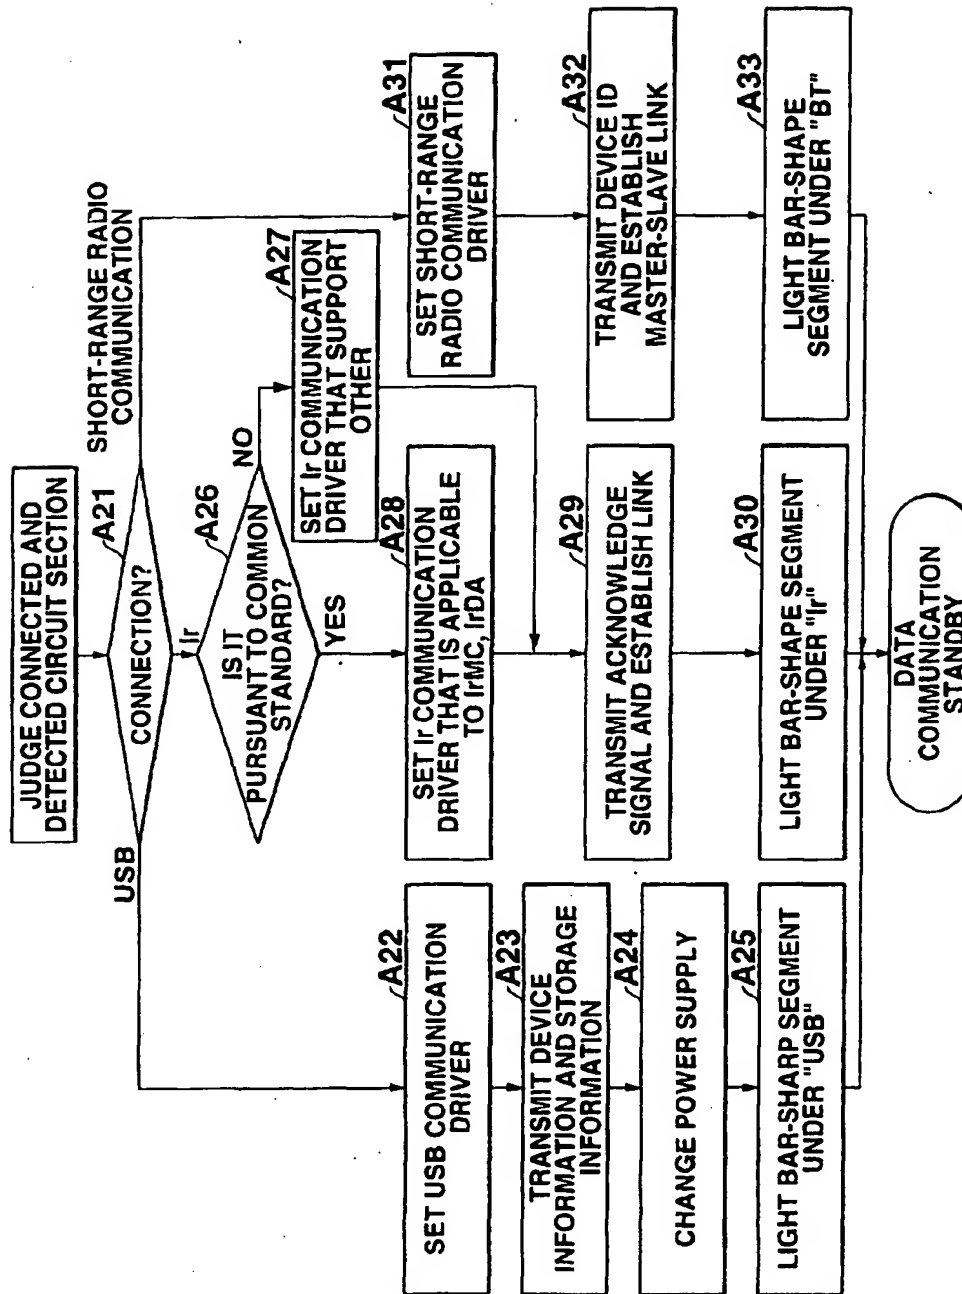 JUDGE CONNECTED AND
DETECTED CIRCUIT SECTION
A21
CONNECTION?
USB
Ir
SHORT-RANGE RADIO
COMMUNICATION
A22
SET USB COMMUNICATION
DRIVER
A23
TRANSMIT DEVICE
INFORMATION AND STORAGE
INFORMATION
A24
CHANGE POWER SUPPLY
A25
LIGHT BAR-SHARP SEGMENT
UNDER "USB"
A26
IS IT
PURSUANT TO COMMON
STANDARD?
NO
YES
A27
SET Ir COMMUNICATION
DRIVER THAT SUPPORT
OTHER
A28
SET Ir COMMUNICATION
DRIVER THAT IS APPLICABLE
TO IrMC, IrDA
A29
TRANSMIT ACKNOWLEDGE
SIGNAL AND ESTABLISH LINK
A30
LIGHT BAR-SHAPE SEGMENT
UNDER "Ir"
A31
SET SHORT-RANGE
RADIO COMMUNICATION
DRIVER
A32
TRANSMIT DEVICE ID
AND ESTABLISH
MASTER-SLAVE LINK
A33
LIGHT BAR-SHAPE
SEGMENT UNDER "BT"
DATA
COMMUNICATION
STANDBY